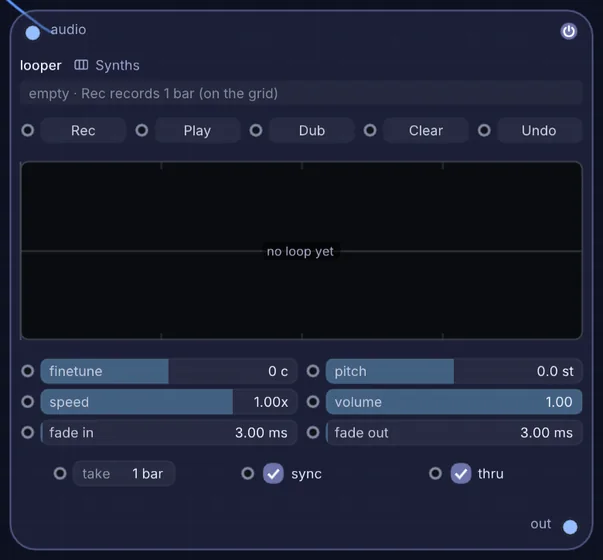 audio
looper Synths
empty · Rec records 1 bar (on the grid)
Rec Play Dub Clear Undo
no loop yet
finetune 0 c pitch 0.0 st
speed 1.00x volume 1.00
fade in 3.00 ms fade out 3.00 ms
take 1 bar sync thru
out